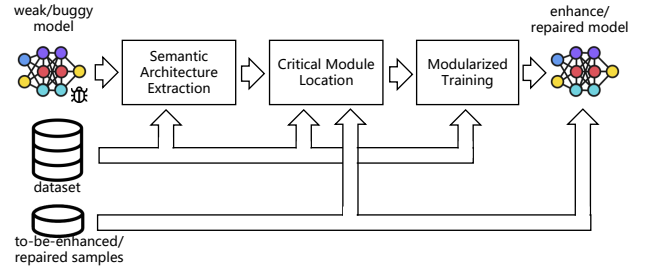 weak/buggy
model
enhance/
repaired model
Semantic
Architecture
Extraction
Critical Module
Location
Modularized
Training
dataset
to-be-enhanced/
repaired samples